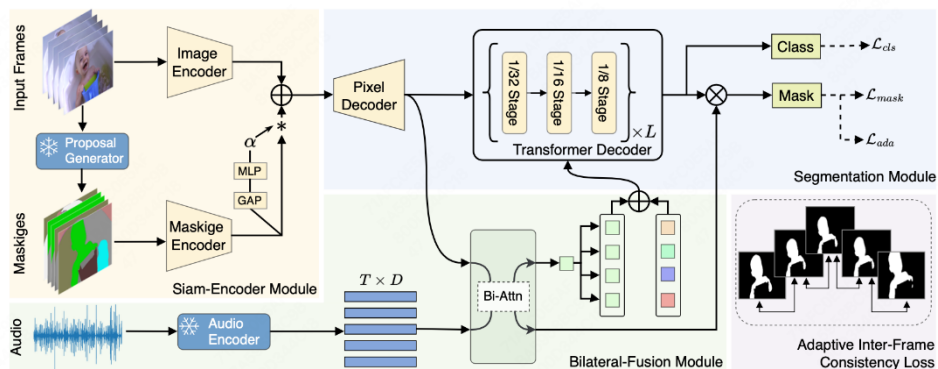 Input Frames
Image
Encoder
Proposal
Generator
α
*
MLP
GAP
Maskiges
Maskige
Encoder
Siam-Encoder Module
Pixel
Decoder
1/32 Stage
1/16 Stage
1/8 Stage
×L
Transformer Decoder
Class
Mask
ℒcls
ℒmask
ℒada
Segmentation Module
Audio
Audio
Encoder
T × D
Bi-Attn
Bilateral-Fusion Module
Adaptive Inter-Frame
Consistency Loss